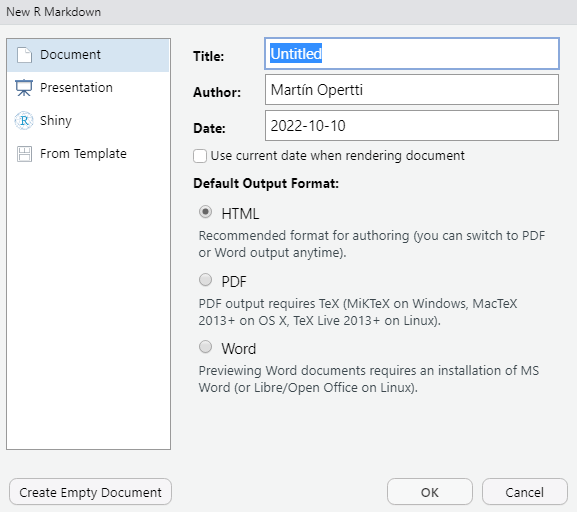 New R Markdown
Document
Presentation
Shiny
From Template
Title: Untitled
Author: Martín Opertti
Date: 2022-10-10
Use current date when rendering document
Default Output Format:
HTML
Recommended format for authoring (you can switch to PDF
or Word output anytime).
PDF
PDF output requires TeX (MiKTeX on Windows, MacTeX
2013+ on OS X, TeX Live 2013+ on Linux).
Word
Previewing Word documents requires an installation of MS
Word (or Libre/Open Office on Linux).
Create Empty Document
OK
Cancel